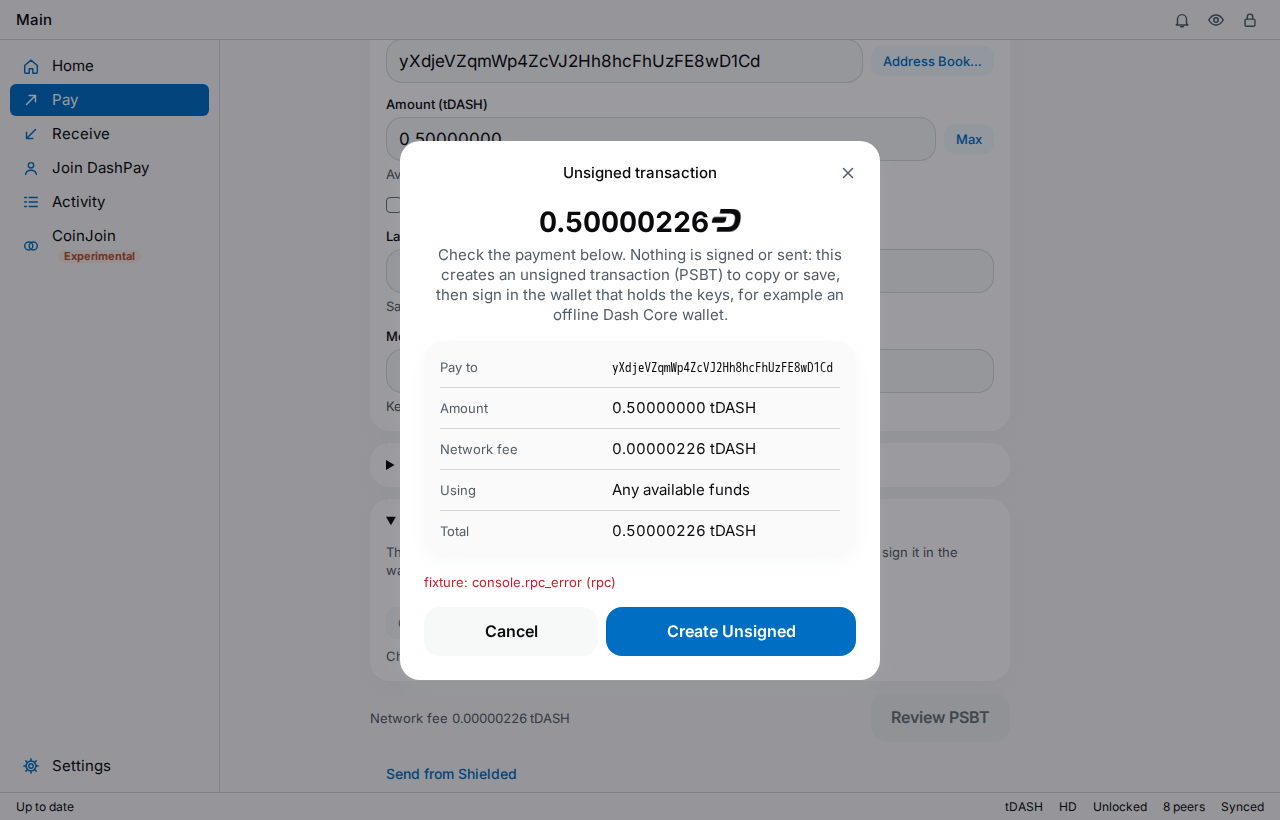 Main
Home
Pay
Receive
Join DashPay
Activity
CoinJoin
Experimental
Settings
yXdjeVZqmWp4ZcVJ2Hh8hcFhUzFE8wD1Cd
Address Book...
Amount (tDASH)
0.50000000
Max
Unsigned transaction
0.50000226
Check the payment below. Nothing is signed or sent: this
creates an unsigned transaction (PSBT) to copy or save,
then sign in the wallet that holds the keys, for example an
offline Dash Core wallet.
Pay to yXdjeVZqmWp4ZcVJ2Hh8hcFhUzFE8wD1Cd
Amount 0.50000000 tDASH
Network fee 0.00000226 tDASH
Using Any available funds
Total 0.50000226 tDASH
fixture: console.rpc_error (rpc)
Cancel
Create Unsigned
sign it in the
Network fee 0.00000226 tDASH
Review PSBT
Send from Shielded
Up to date
tDASH HD Unlocked 8 peers Synced